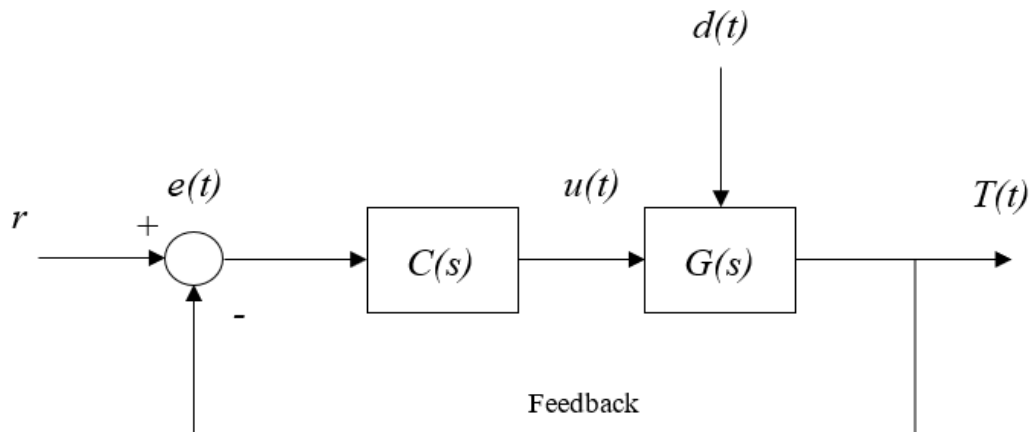 d(t)
e(t)
u(t)
T(t)
r
+
C(s)
G(s)
-
Feedback